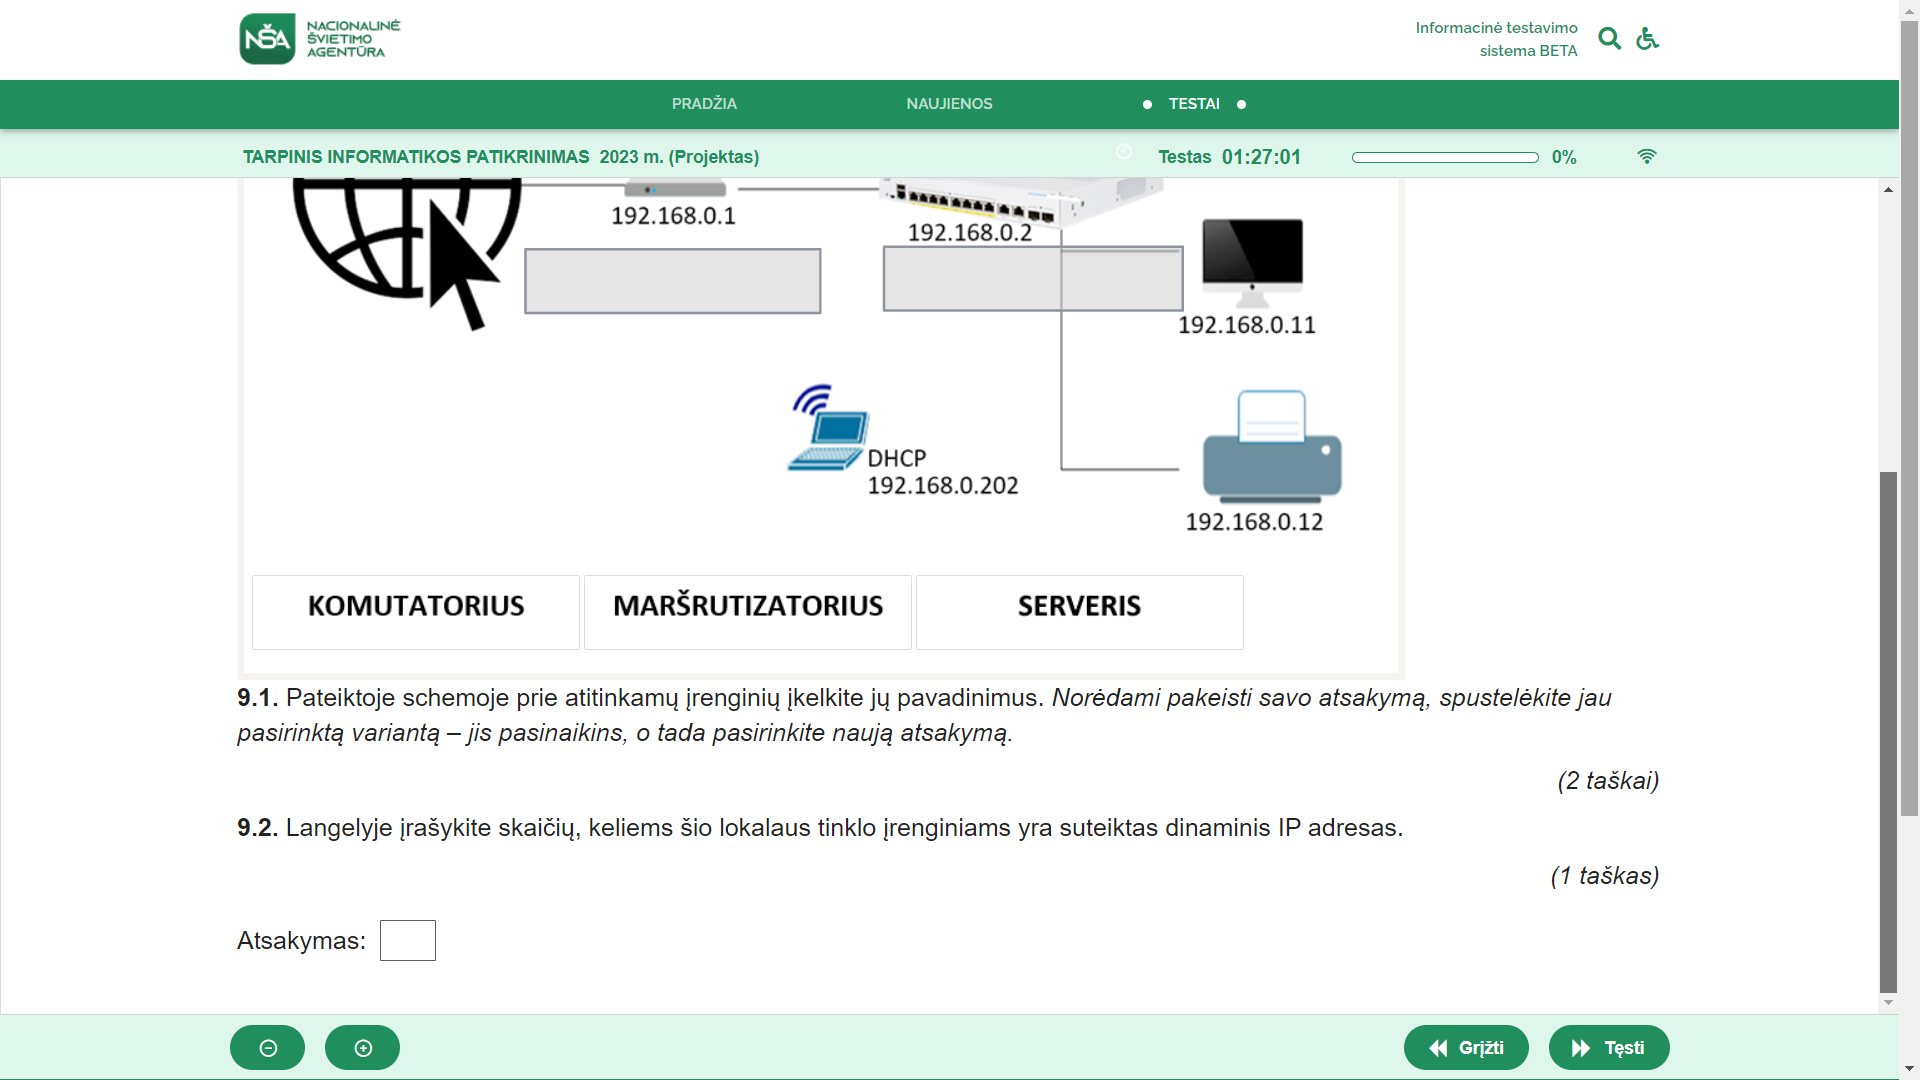 NŠA
NACIONALINĖ
ŠVIETIMO
AGENTŪRA
Informacinė testavimo
sistema BETA
PRADŽIA
NAUJIENOS
TESTAI
TARPINIS INFORMATIKOS PATIKRINIMAS 2023 m. (Projektas)
Testas 01:27:01
0%
192.168.0.1
192.168.0.2
192.168.0.11
DHCP
192.168.0.202
192.168.0.12
KOMUTATORIUS
MARŠRUTIZATORIUS
SERVERIS
9.1. Pateiktoje schemoje prie atitinkamų įrenginių įkelkite jų pavadinimus. Norėdami pakeisti savo atsakymą, spustelėkite jau
pasirinktą variantą – jis pasinaikins, o tada pasirinkite naują atsakymą.
(2 taškai)
9.2. Langelyje įrašykite skaičių, keliems šio lokalaus tinklo įrenginiams yra suteiktas dinaminis IP adresas.
(1 taškas)
Atsakymas:
Grįžti
Tęsti